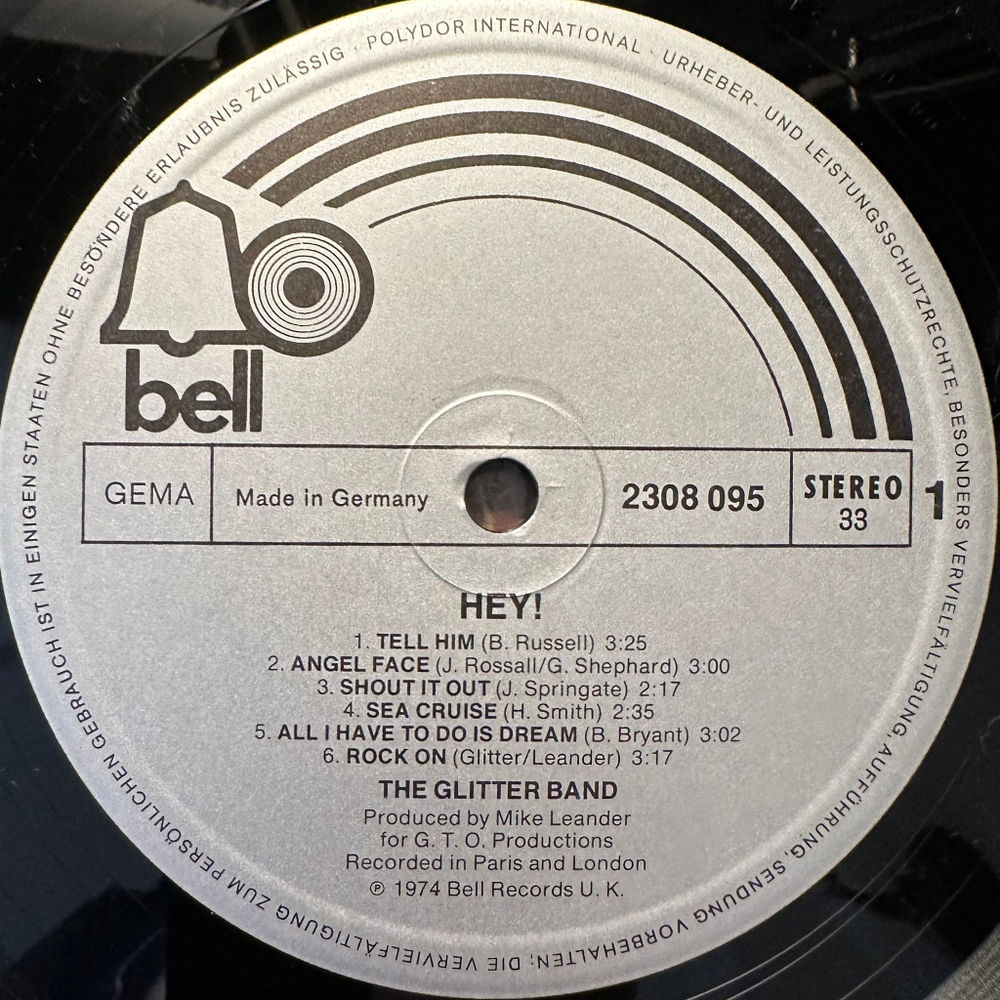 POLYDOR INTERNATIONAL · URHEBER- UND LEISTUNGSSCHUTZRECHTE, BESONDERS VERVIELFÄLTIGUNG, AUFFÜHRUNG, SENDUNG VORBEHALTEN; DIE VERVIELFÄLTIGUNG ZUM PERSÖNLICHEN GEBRAUCH IST IN EINIGEN STAATEN OHNE BESONDERE ERLAUBNIS ZULÄSSIG ·
bell
GEMA Made in Germany 2308 095 STEREO 1
33
HEY!
1. TELL HIM (B. Russell) 3:25
2. ANGEL FACE (J. Rossall/G. Shephard) 3:00
3. SHOUT IT OUT (J. Springate) 2:17
4. SEA CRUISE (H. Smith) 2:35
5. ALL I HAVE TO DO IS DREAM (B. Bryant) 3:02
6. ROCK ON (Glitter/Leander) 3:17
THE GLITTER BAND
Produced by Mike Leander
for G. T. O. Productions
Recorded in Paris and London
℗ 1974 Bell Records U. K.